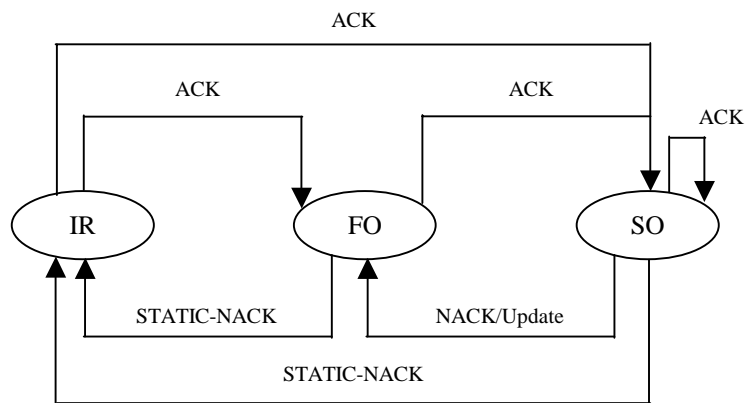 ACK
ACK
ACK
ACK
IR
FO
SO
STATIC-NACK
NACK/Update
STATIC-NACK